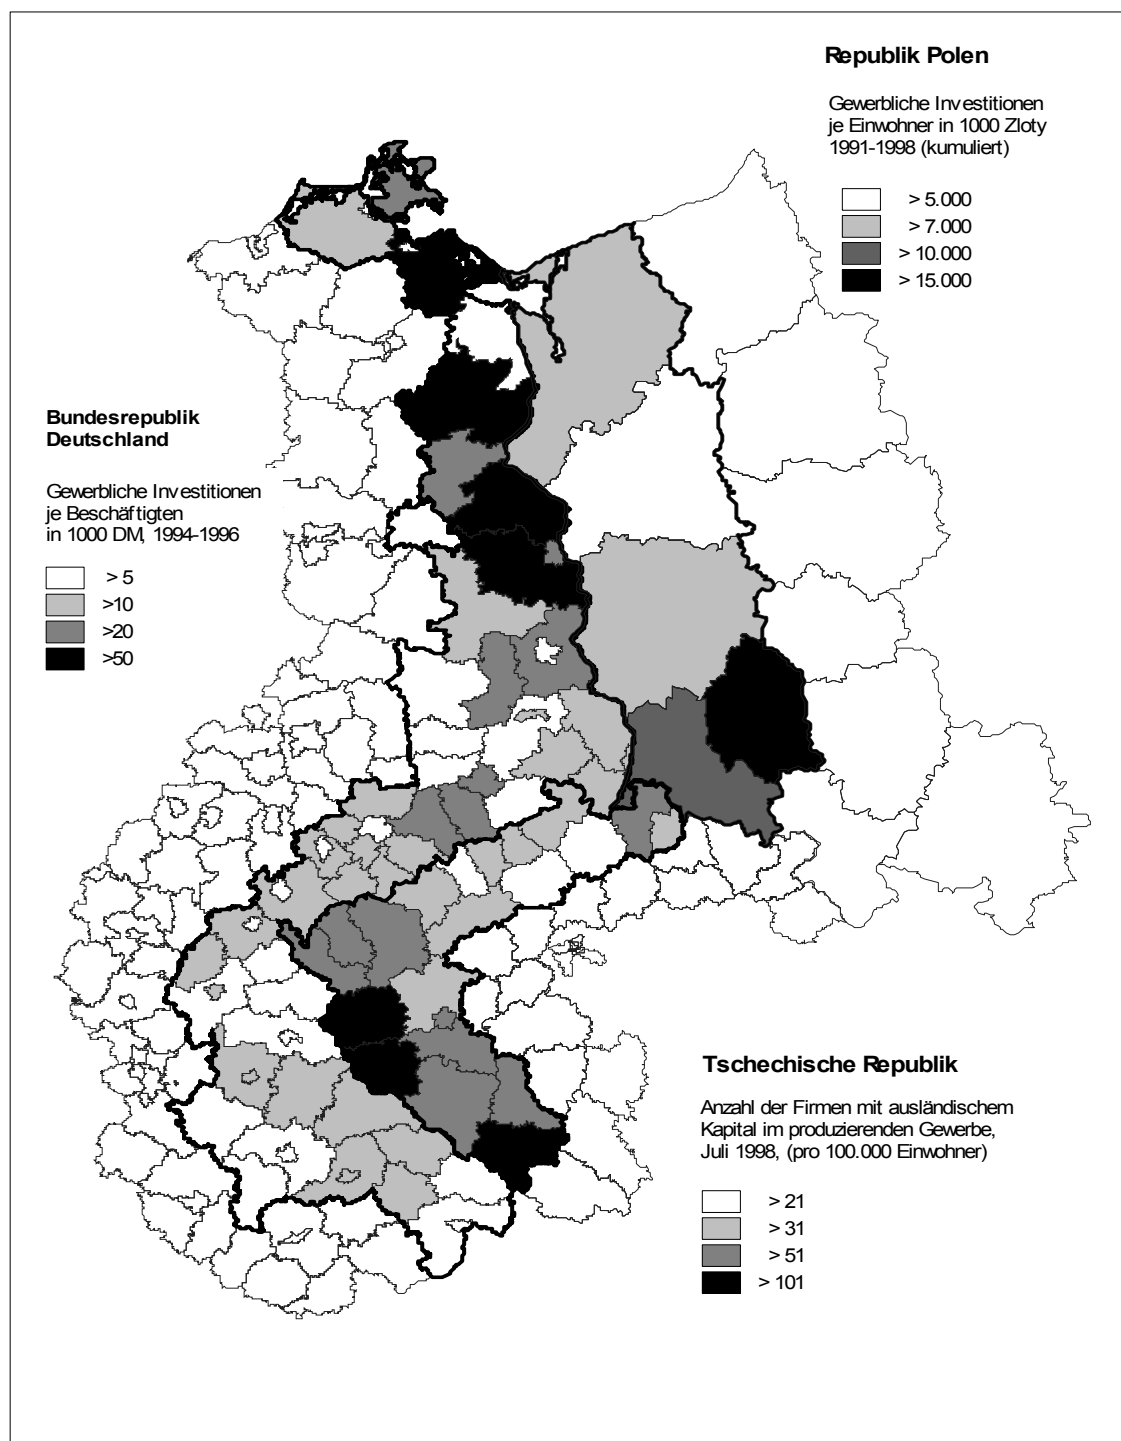 Republik Polen
Gewerbliche Investitionen
je Einwohner in 1000 Zloty
1991-1998 (kumuliert)
> 5.000
> 7.000
> 10.000
> 15.000
Bundesrepublik
Deutschland
Gewerbliche Investitionen
je Beschäftigten
in 1000 DM, 1994-1996
> 5
>10
>20
>50
Tschechische Republik
Anzahl der Firmen mit ausländischem
Kapital im produzierenden Gewerbe,
Juli 1998, (pro 100.000 Einwohner)
> 21
> 31
> 51
> 101